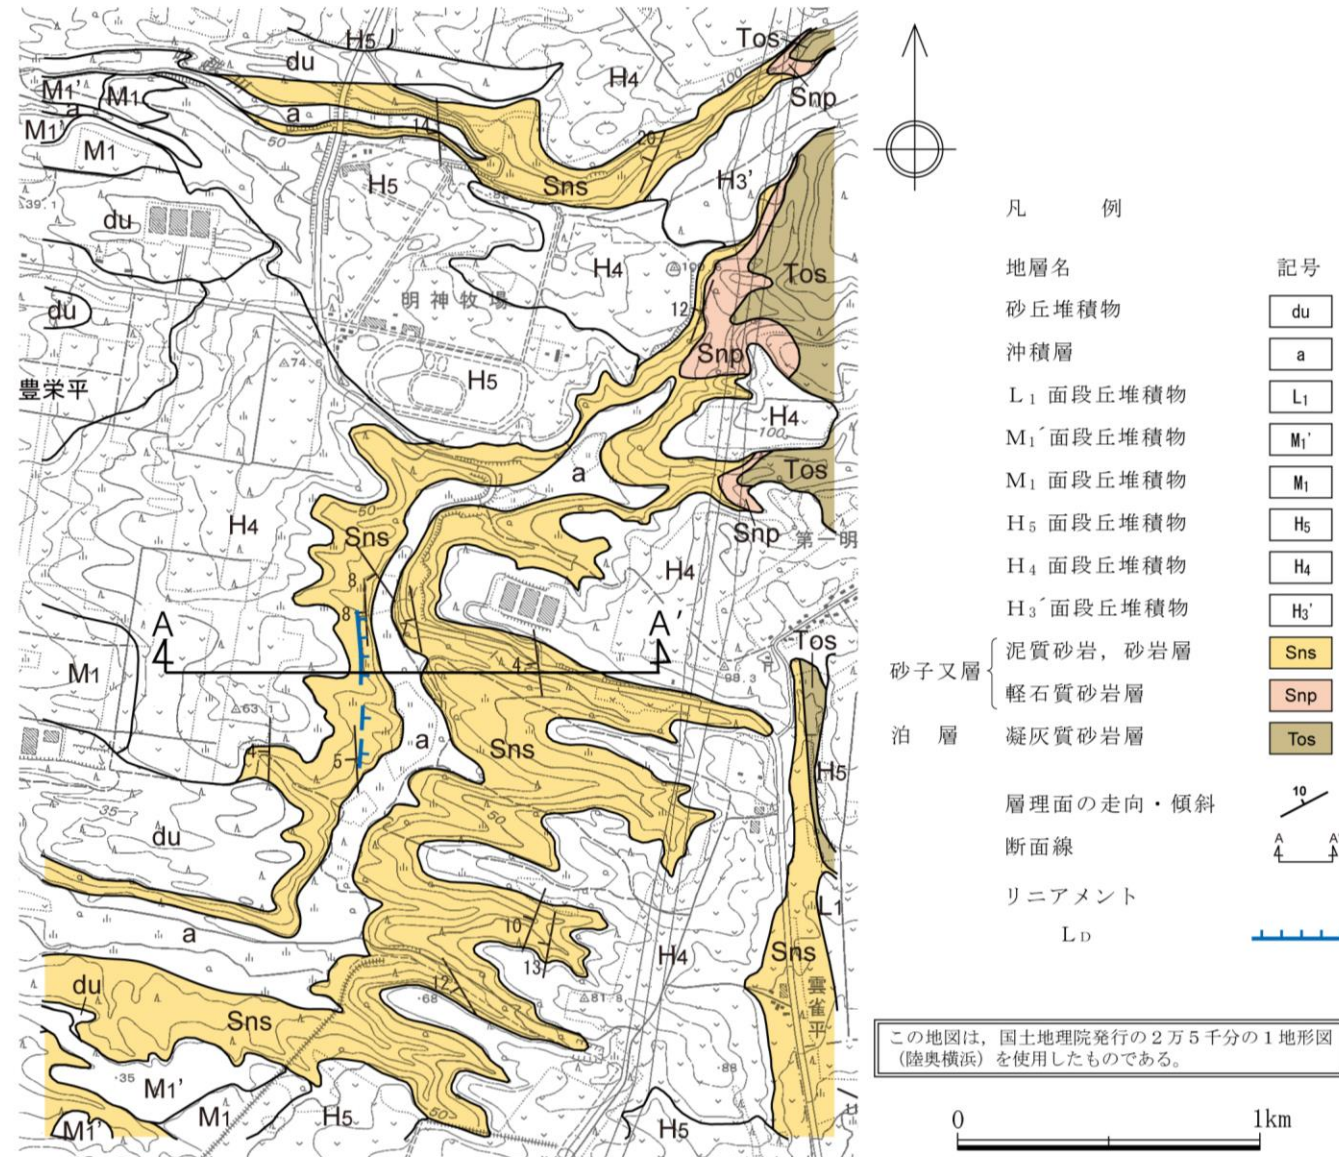 H5
Tos
du
H4
100
Snp
M1'
M1
a
a
M1'
50
14
20
M1
H5
Sns
H3'
39.1
du
H4
Tos
明神牧場
12
du
Snp
74.5
H5
豊栄平
H4
100
a
Tos
50
H4
Sns
Snp
第一明
8
H4
8
A
A'
Tos
4
M1
99.3
63.1
a
Sns
4
5
H5
35
du
50
L1
10
a
13
H4
Sns
12
du
68
81.8
雲雀平
Sns
35
M1'
88
M1
H5
50
M1'
H5
凡 例
地層名 記号
砂丘堆積物 du
沖積層 a
L1 面段丘堆積物 L1
M1´面段丘堆積物 M1'
M1 面段丘堆積物 M1
H5 面段丘堆積物 H5
H4 面段丘堆積物 H4
H3´面段丘堆積物 H3'
砂子又層 泥質砂岩，砂岩層 Sns
軽石質砂岩層 Snp
泊 層 凝灰質砂岩層 Tos
層理面の走向・傾斜 10
断面線 A A'
リニアメント
LD
この地図は，国土地理院発行の２万５千分の１地形図
（陸奥横浜）を使用したものである。
0 1km